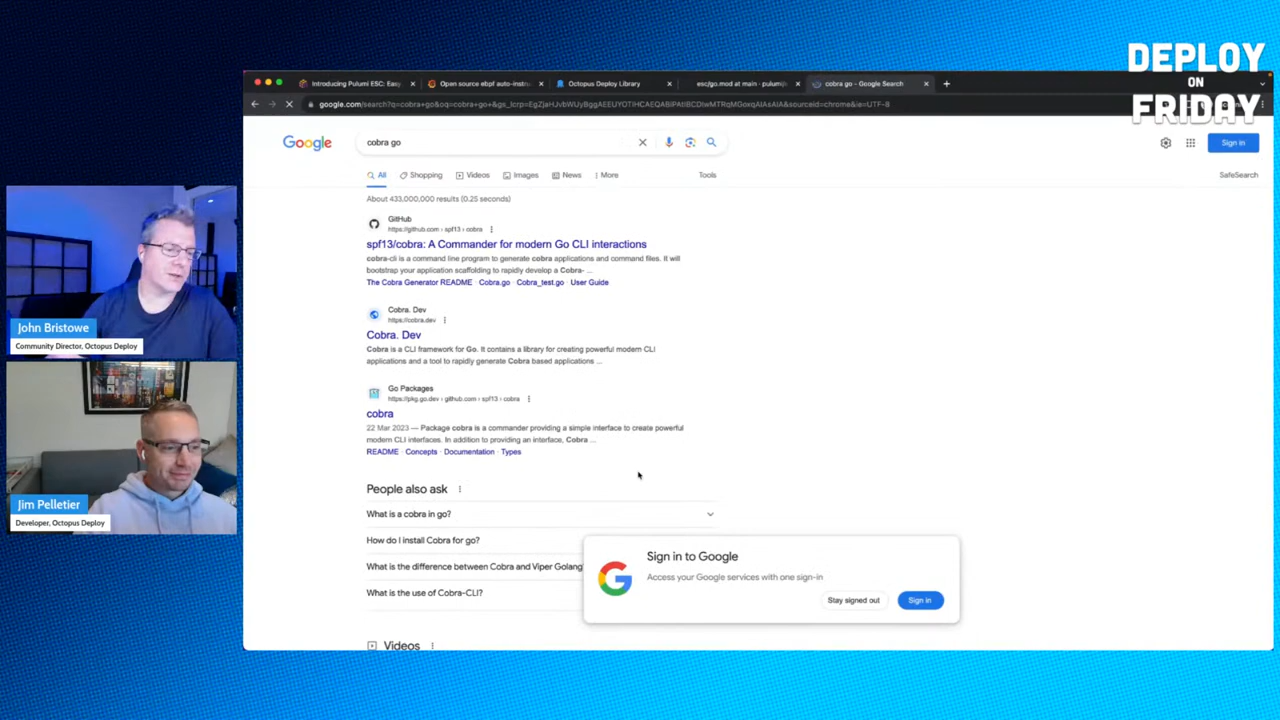 DEPLOY
ON
FRIDAY
Introducing Pulumi ESC: Easy
Open source ebpf auto-instru
Octopus Deploy Library
esc/go.mod at main · pulumi/
cobra go - Google Search
Google
cobra go
Sign in
All
Shopping
Videos
Images
News
More
Tools
SafeSearch
About 433,000,000 results (0.25 seconds)
GitHub
https://github.com › spf13 › cobra
spf13/cobra: A Commander for modern Go CLI interactions
cobra-cli is a command line program to generate cobra applications and command files. It will
bootstrap your application scaffolding to rapidly develop a Cobra- ...
The Cobra Generator README · Cobra.go · Cobra_test.go · User Guide
Cobra. Dev
https://cobra.dev
Cobra. Dev
Cobra is a CLI framework for Go. It contains a library for creating powerful modern CLI
applications and a tool to rapidly generate Cobra based applications ...
Go Packages
https://pkg.go.dev › github.com › spf13 › cobra
cobra
22 Mar 2023 — Package cobra is a commander providing a simple interface to create powerful
modern CLI interfaces. In addition to providing an interface, Cobra ...
README · Concepts · Documentation · Types
People also ask
What is a cobra in go?
How do I install Cobra for go?
What is the difference between Cobra and Viper Golang
What is the use of Cobra-CLI?
Videos
Sign in to Google
Access your Google services with one sign-in
Stay signed out
Sign in
John Bristowe
Community Director, Octopus Deploy
Jim Pelletier
Developer, Octopus Deploy